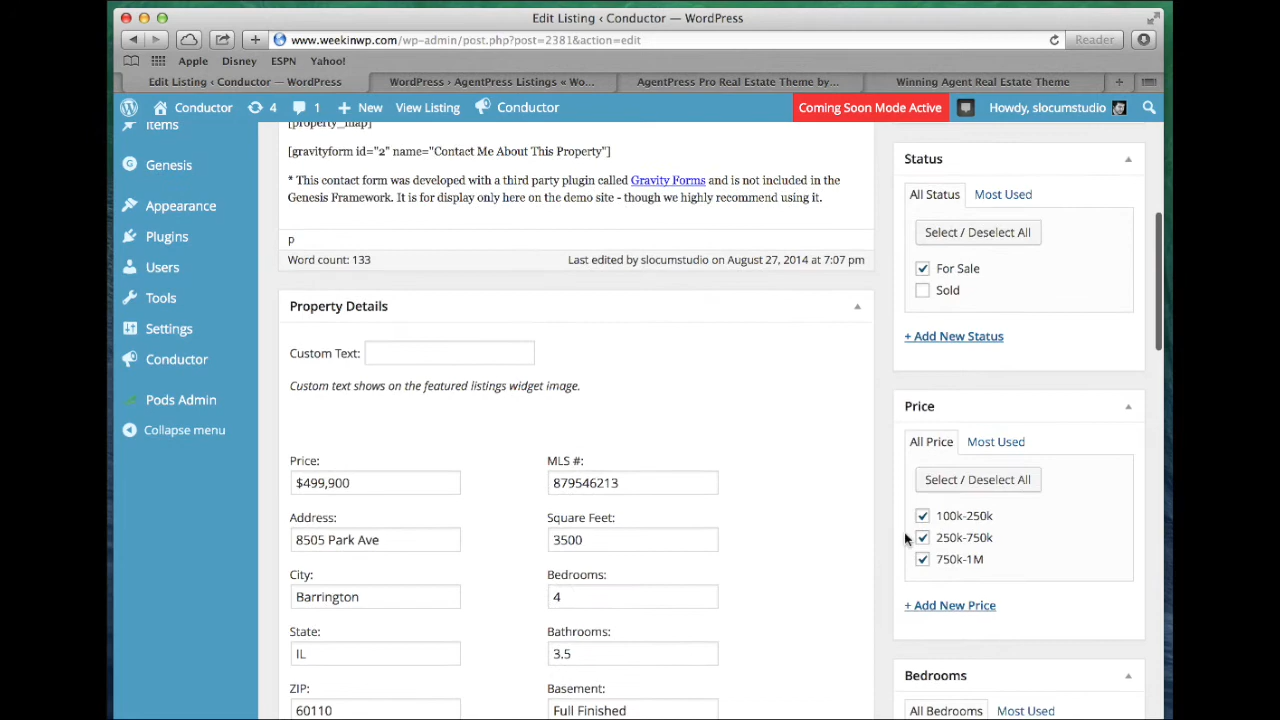 Edit Listing ‹ Conductor — WordPress
www.weekinwp.com/wp-admin/post.php?post=2381&action=edit
Reader
Apple Disney ESPN Yahoo!
Edit Listing ‹ Conductor — WordPress
WordPress › AgentPress Listings « Wo...
AgentPress Pro Real Estate Theme by...
Winning Agent Real Estate Theme
Conductor 4 1 New View Listing Conductor
Coming Soon Mode Active
Howdy, slocumstudio
Items
Genesis
Appearance
Plugins
Users
Tools
Settings
Conductor
Pods Admin
Collapse menu
[property_map]
[gravityform id="2" name="Contact Me About This Property"]
* This contact form was developed with a third party plugin called Gravity Forms and is not included in the
Genesis Framework. It is for display only here on the demo site - though we highly recommend using it.
p
Word count: 133
Last edited by slocumstudio on August 27, 2014 at 7:07 pm
Property Details
Custom Text:
Custom text shows on the featured listings widget image.
Price:
$499,900
MLS #:
879546213
Address:
8505 Park Ave
Square Feet:
3500
City:
Barrington
Bedrooms:
4
State:
IL
Bathrooms:
3.5
ZIP:
60110
Basement:
Full Finished
Status
All Status
Most Used
Select / Deselect All
For Sale
Sold
+ Add New Status
Price
All Price
Most Used
Select / Deselect All
100k-250k
250k-750k
750k-1M
+ Add New Price
Bedrooms
All Bedrooms
Most Used